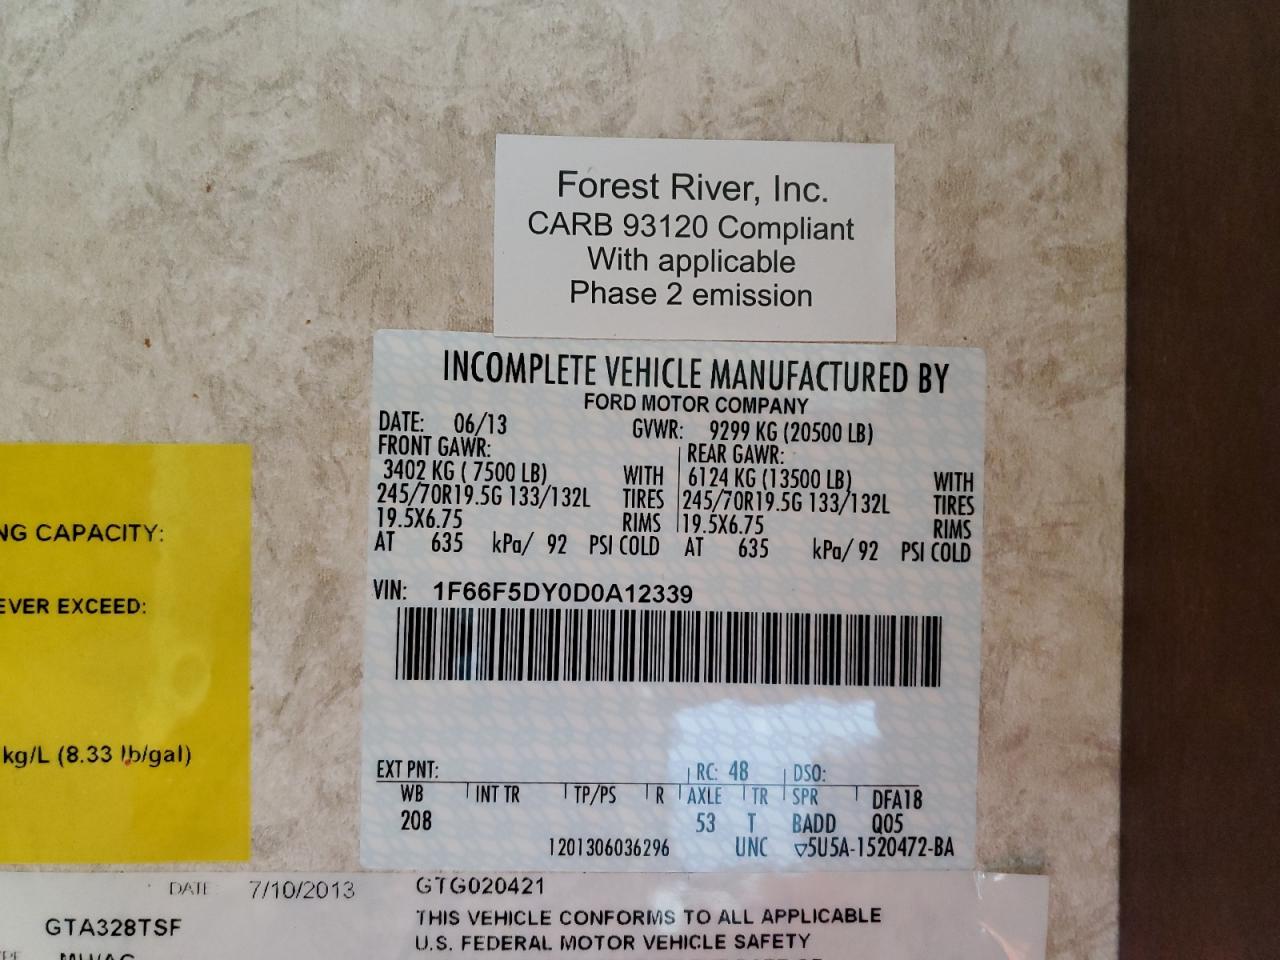 Forest River, Inc.
CARB 93120 Compliant
With applicable
Phase 2 emission
INCOMPLETE VEHICLE MANUFACTURED BY
FORD MOTOR COMPANY
DATE: 06/13 GVWR: 9299 KG (20500 LB)
FRONT GAWR: REAR GAWR:
3402 KG ( 7500 LB) WITH 6124 KG (13500 LB) WITH
245/70R19.5G 133/132L TIRES 245/70R19.5G 133/132L TIRES
19.5X6.75 RIMS 19.5X6.75 RIMS
AT 635 kPa/ 92 PSI COLD AT 635 kPa/ 92 PSI COLD
VIN: 1F66F5DY0D0A12339
EXT PNT: RC: 48 DSO:
WB INT TR TP/PS R AXLE TR SPR DFA18
208 53 T BADD Q05
1201306036296 UNC ▽5U5A-1520472-BA
NG CAPACITY:
EVER EXCEED:
kg/L (8.33 lb/gal)
DATE 7/10/2013 GTG020421
GTA328TSF THIS VEHICLE CONFORMS TO ALL APPLICABLE
U.S. FEDERAL MOTOR VEHICLE SAFETY